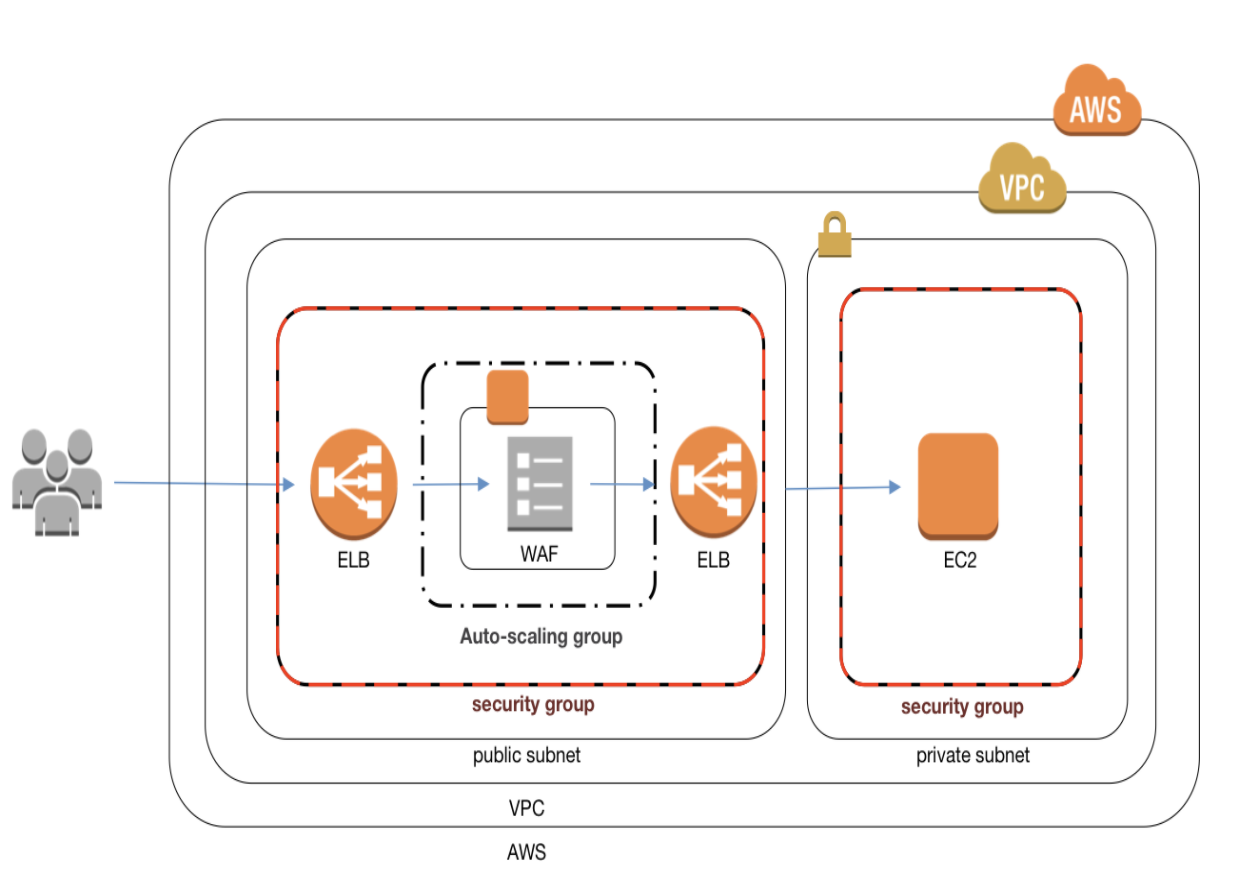 AWS
VPC
ELB
WAF
ELB
EC2
Auto-scaling group
security group
security group
public subnet
private subnet
VPC
AWS